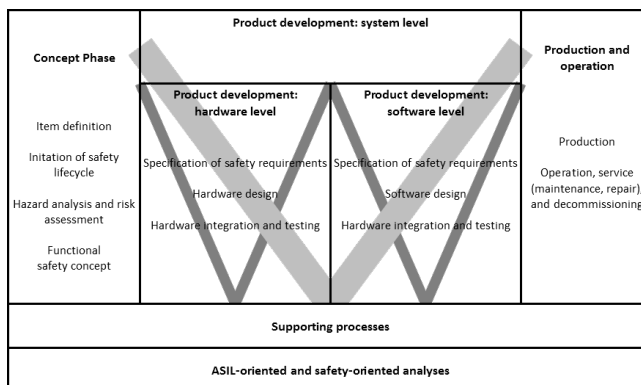 Product development: system level
Concept Phase
Production and
operation
Product development:
hardware level
Product development:
software level
Item definition
Initation of safety
lifecycle
Hazard analysis and risk
assessment
Functional
safety concept
Specification of safety requirements
Hardware design
Hardware integration and testing
Specification of safety requirements
Software design
Hardware integration and testing
Production
Operation, service
(maintenance, repair),
and decommissioning
Supporting processes
ASIL-oriented and safety-oriented analyses